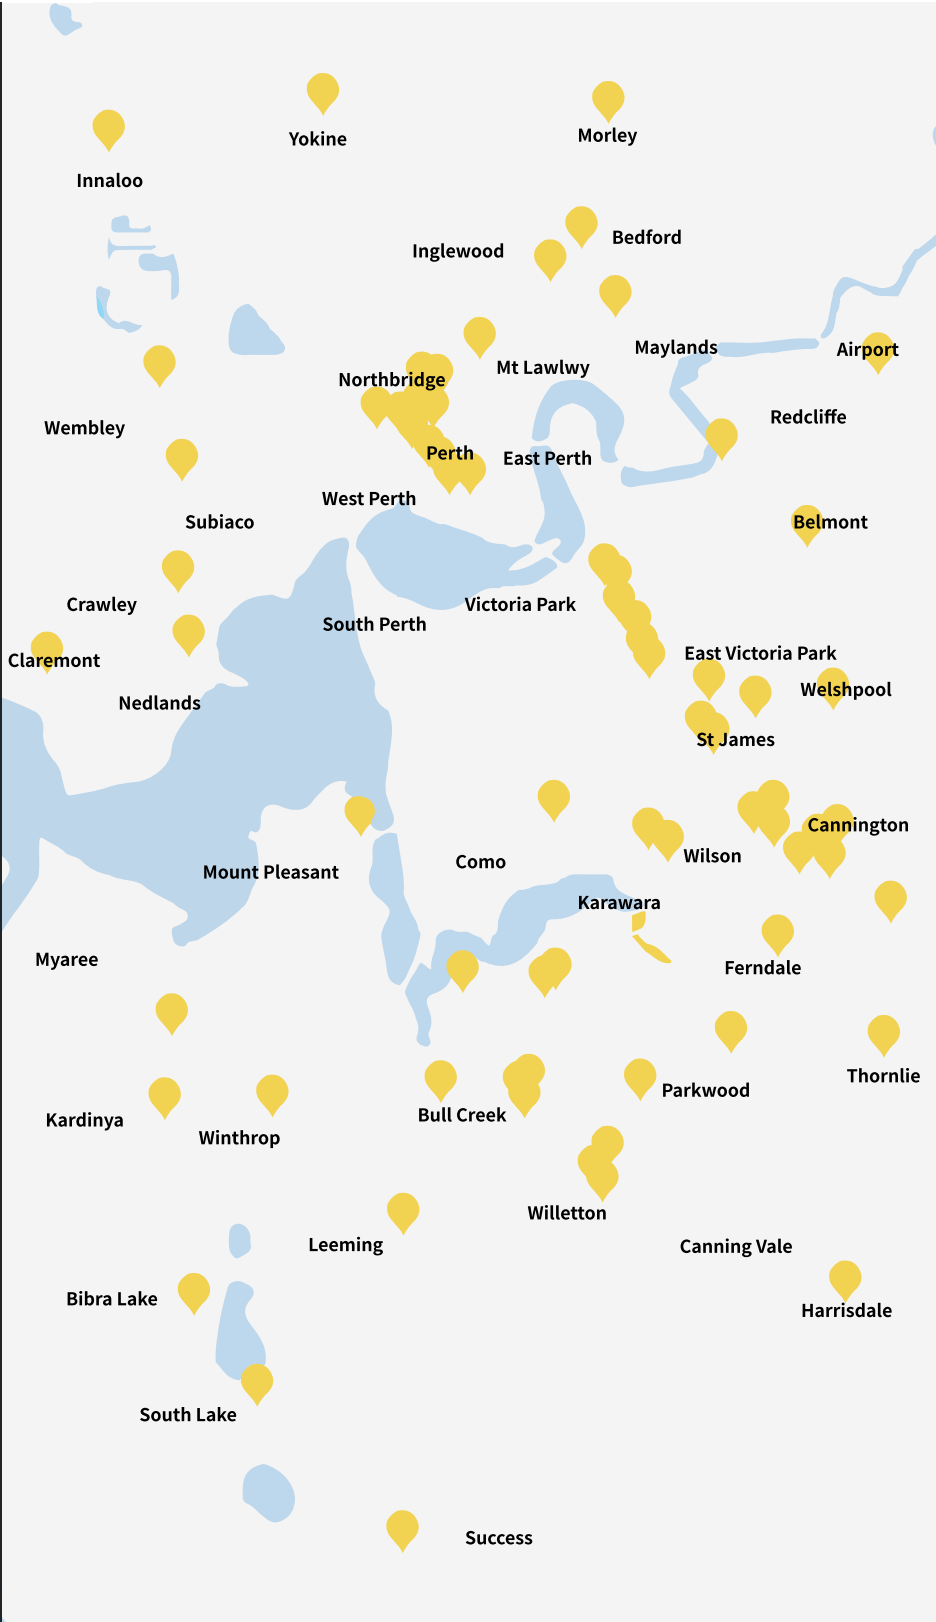 Yokine
Morley
Innaloo
Bedford
Inglewood
Maylands
Airport
Mt Lawlwy
Northbridge
Redcliffe
Wembley
Perth
East Perth
West Perth
Subiaco
Belmont
Crawley
Victoria Park
South Perth
East Victoria Park
Claremont
Welshpool
Nedlands
St James
Cannington
Wilson
Como
Mount Pleasant
Karawara
Myaree
Ferndale
Thornlie
Parkwood
Bull Creek
Kardinya
Winthrop
Willetton
Leeming
Canning Vale
Bibra Lake
Harrisdale
South Lake
Success